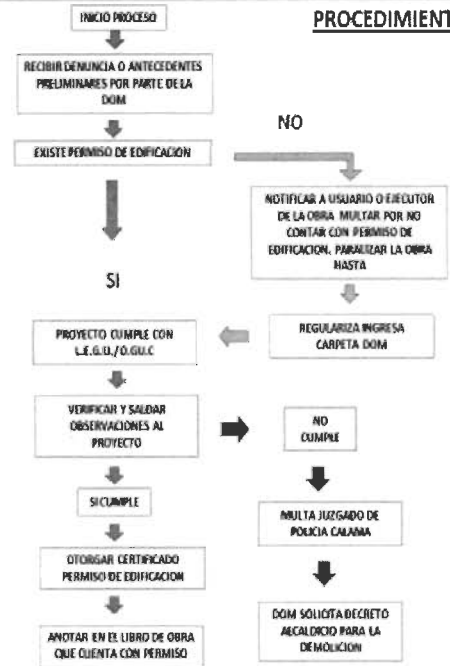 PROCEDIMIENT
INICIO PROCESO
RECIBIR DENUNCIA O ANTECEDENTES
PRELIMINARES POR PARTE DE LA
DOM
EXISTE PERMISO DE EDIFICACION
NO
NOTIFICAR A USUARIO O EJECUTOR
DE LA OBRA MULTAR POR NO
CONTAR CON PERMISO DE
EDIFICACION, PARALIZAR LA OBRA
HASTA
SI
REGULARIZA INGRESA
CARPETA DOM
PROYECTO CUMPLE CON
L.E.G.U./O.GU.C
VERIFICAR Y SALDAR
OBSERVACIONES AL
PROYECTO
NO
CUMPLE
SI CUMPLE
MULTA JUZGADO DE
POLICIA CALAMA
OTORGAR CERTIFICADO
PERMISO DE EDIFICACION
DOM SOLICITA DECRETO
ALCALDICIO PARA LA
DEMOLICION
ANOTAR EN EL LIBRO DE OBRA
QUE CUENTA CON PERMISO